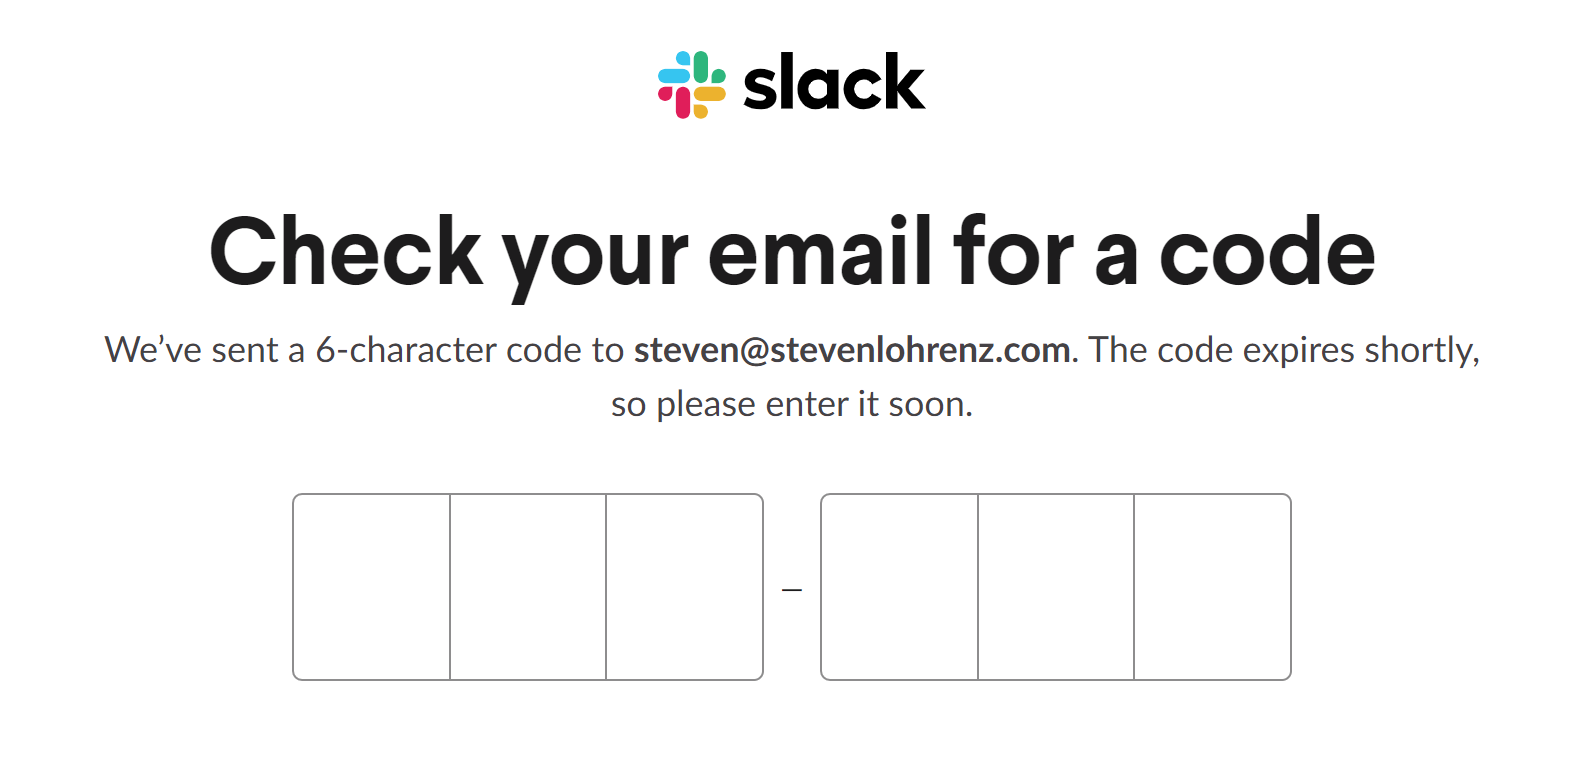 slack
Check your email for a code
We’ve sent a 6-character code to steven@stevenlohrenz.com. The code expires shortly,
so please enter it soon.
–